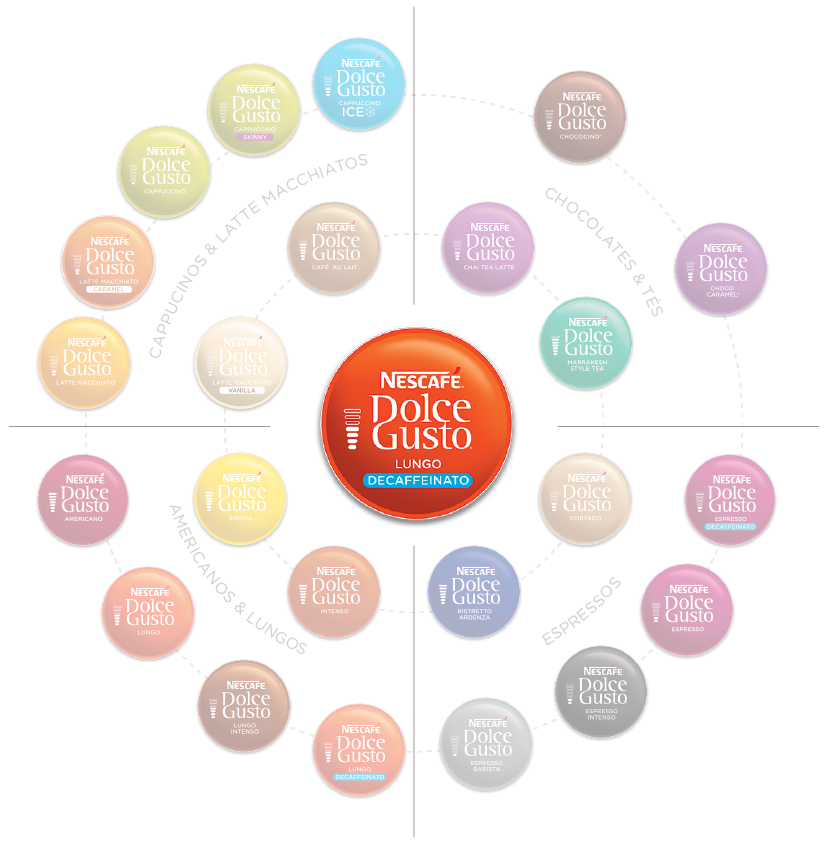 NESCAFÉ
Dolce
Gusto
CAPPUCCINO
ICE
NESCAFÉ
Dolce
Gusto
CAPPUCCINO
SKINNY
NESCAFÉ
Dolce
Gusto
CAPPUCCINO
NESCAFÉ
Dolce
Gusto
LATTE MACCHIATO
CARAMEL
NESCAFÉ
Dolce
Gusto
LATTE MACCHIATO
CAPPUCINOS & LATTE MACCHIATOS
NESCAFÉ
Dolce
Gusto
CAFÉ AU LAIT
NESCAFÉ
Dolce
Gusto
LATTE MACCHIATO
VANILLA
NESCAFÉ
Dolce
Gusto
CHOCOCINO
CHOCOLATES & TÉS
NESCAFÉ
Dolce
Gusto
CHAI TEA LATTE
NESCAFÉ
Dolce
Gusto
CHOCO
CARAMEL
NESCAFÉ
Dolce
Gusto
MARRAKESH
STYLE TEA
NESCAFÉ
Dolce
Gusto
LUNGO
DECAFFEINATO
NESCAFÉ
Dolce
Gusto
AMERICANO
NESCAFÉ
Dolce
Gusto
AROMA
AMERICANOS & LUNGOS
NESCAFÉ
Dolce
Gusto
INTENSO
NESCAFÉ
Dolce
Gusto
LUNGO
NESCAFÉ
Dolce
Gusto
LUNGO
INTENSO
NESCAFÉ
Dolce
Gusto
LUNGO
DECAFFEINATO
NESCAFÉ
Dolce
Gusto
CORTADO
NESCAFÉ
Dolce
Gusto
ESPRESSO
DECAFFEINATO
NESCAFÉ
Dolce
Gusto
RISTRETTO
ARDENZA
ESPRESSOS
NESCAFÉ
Dolce
Gusto
ESPRESSO
NESCAFÉ
Dolce
Gusto
ESPRESSO
INTENSO
NESCAFÉ
Dolce
Gusto
ESPRESSO
BARISTA